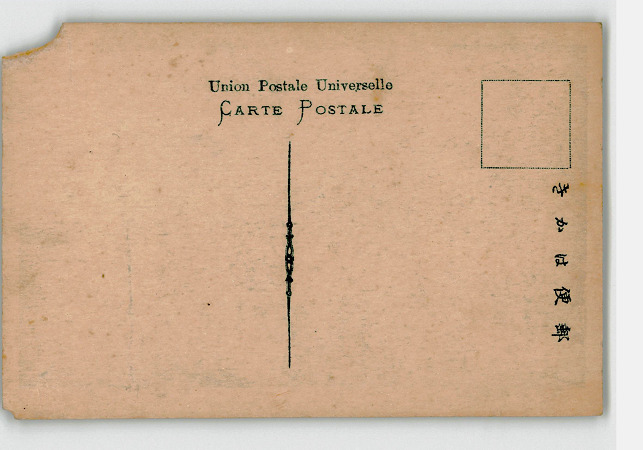 Union Postale Universelle
CARTE POSTALE
郵便はかき